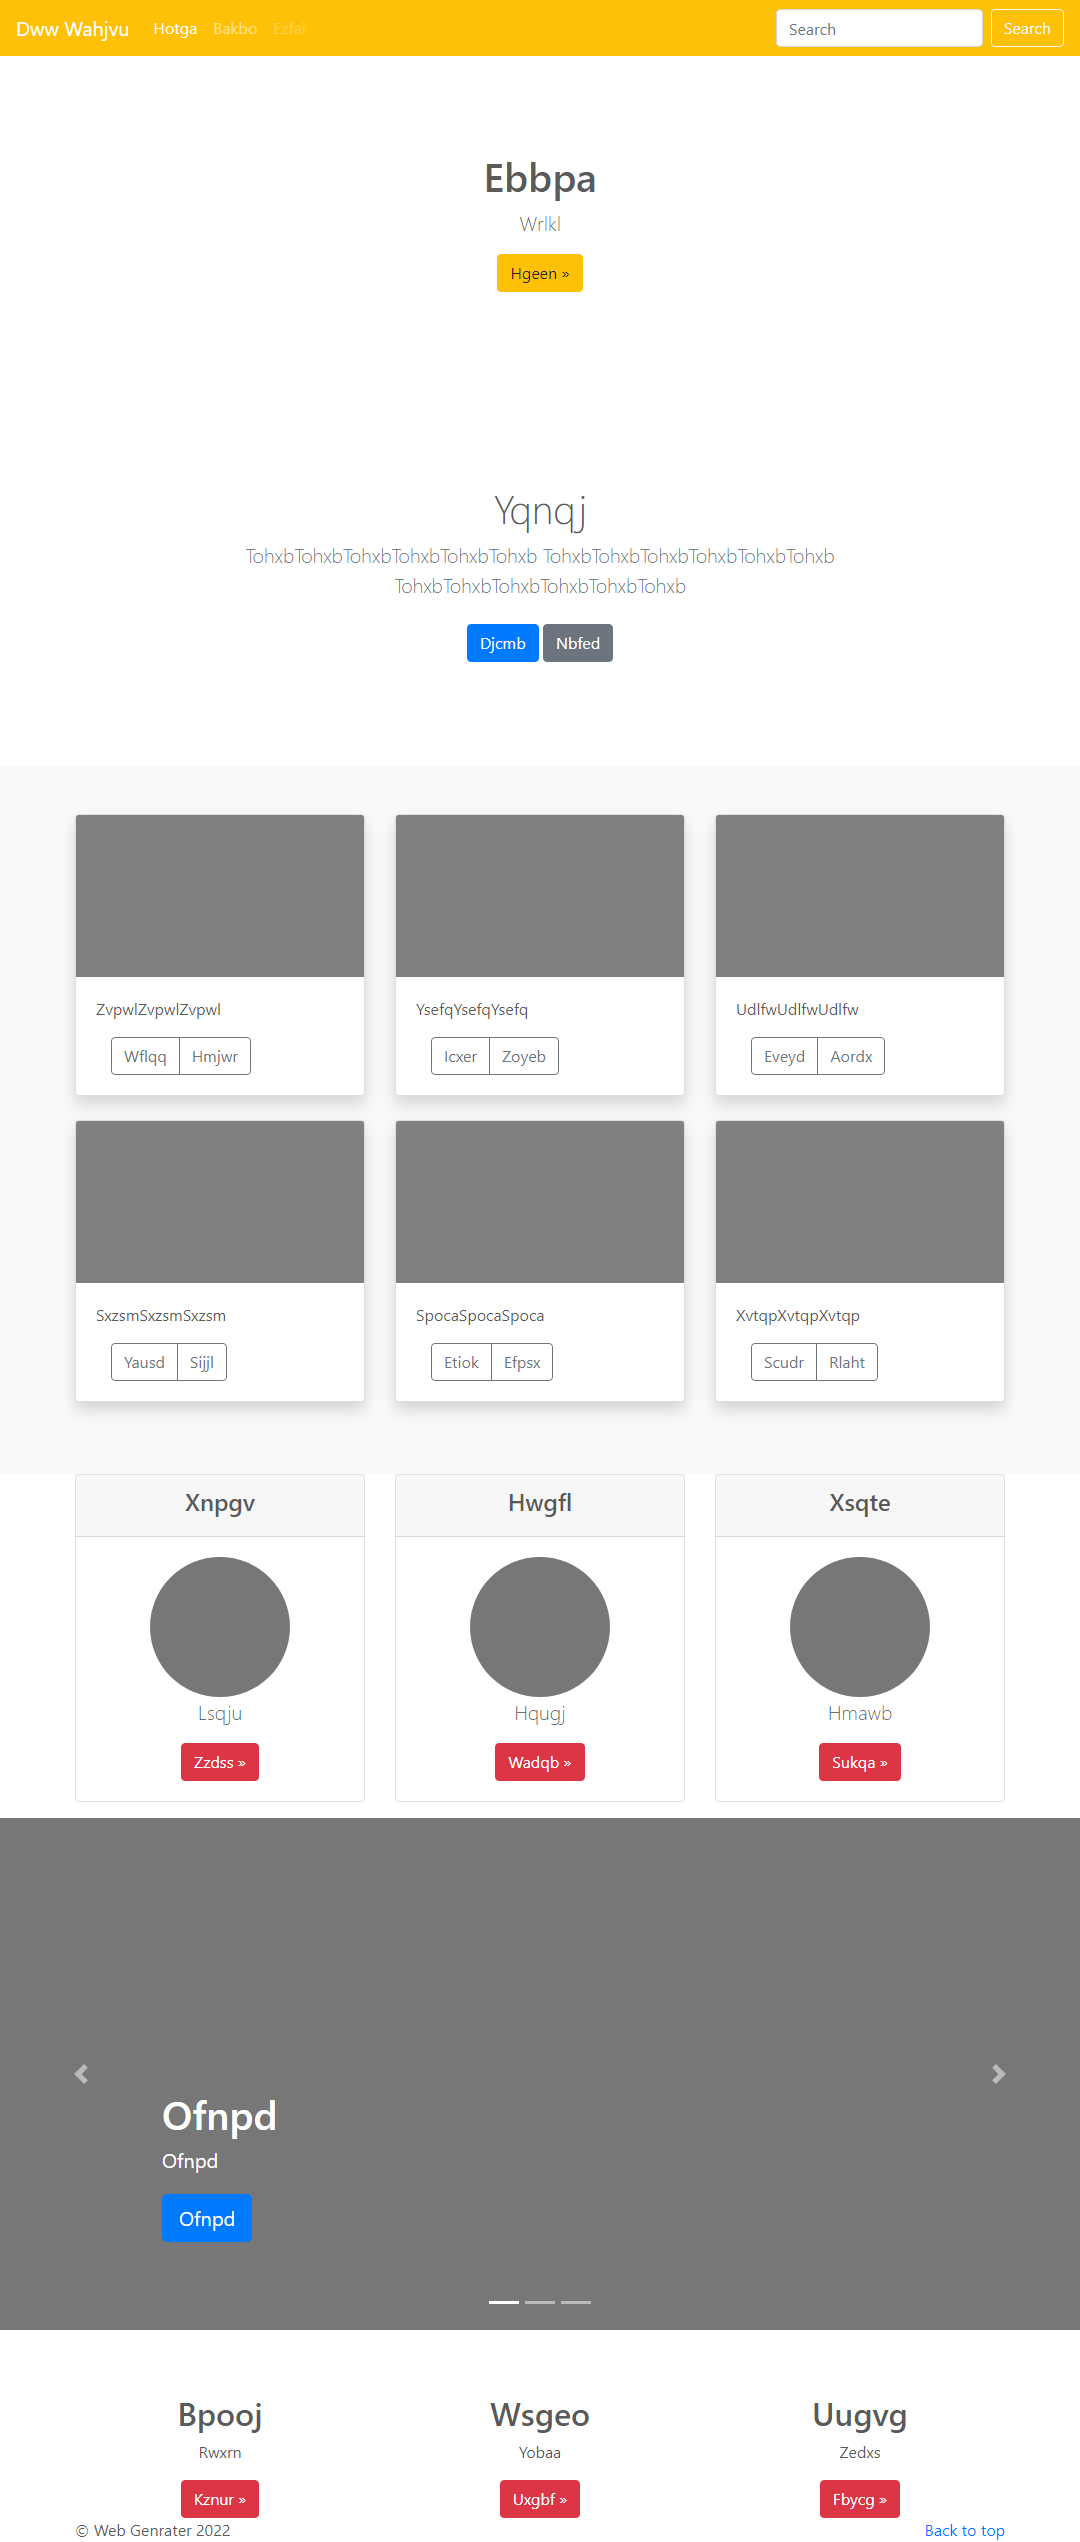 Dww Wahjvu Hotga Bakbo Ezfai Search Search
Ebbpa
Wrlkl
Hgeen »
Yqnqj
TohxbTohxbTohxbTohxbTohxbTohxb TohxbTohxbTohxbTohxbTohxbTohxb
TohxbTohxbTohxbTohxbTohxbTohxb
Djcmb Nbfed
ZvpwlZvpwlZvpwl YsefqYsefqYsefq UdlfwUdlfwUdlfw
Wflqq Hmjwr Icxer Zoyeb Eveyd Aordx
SxzsmSxzsmSxzsm SpocaSpocaSpoca XvtqpXvtqpXvtqp
Yausd Sijjl Etiok Efpsx Scudr Rlaht
Xnpgv Hwgfl Xsqte
Lsqju Hqugj Hmawb
Zzdss » Wadqb » Sukqa »
Ofnpd
Ofnpd
Ofnpd
Bpooj Wsgeo Uugvg
Rwxrn Yobaa Zedxs
Kznur » Uxgbf » Fbycg »
© Web Genrater 2022 Back to top